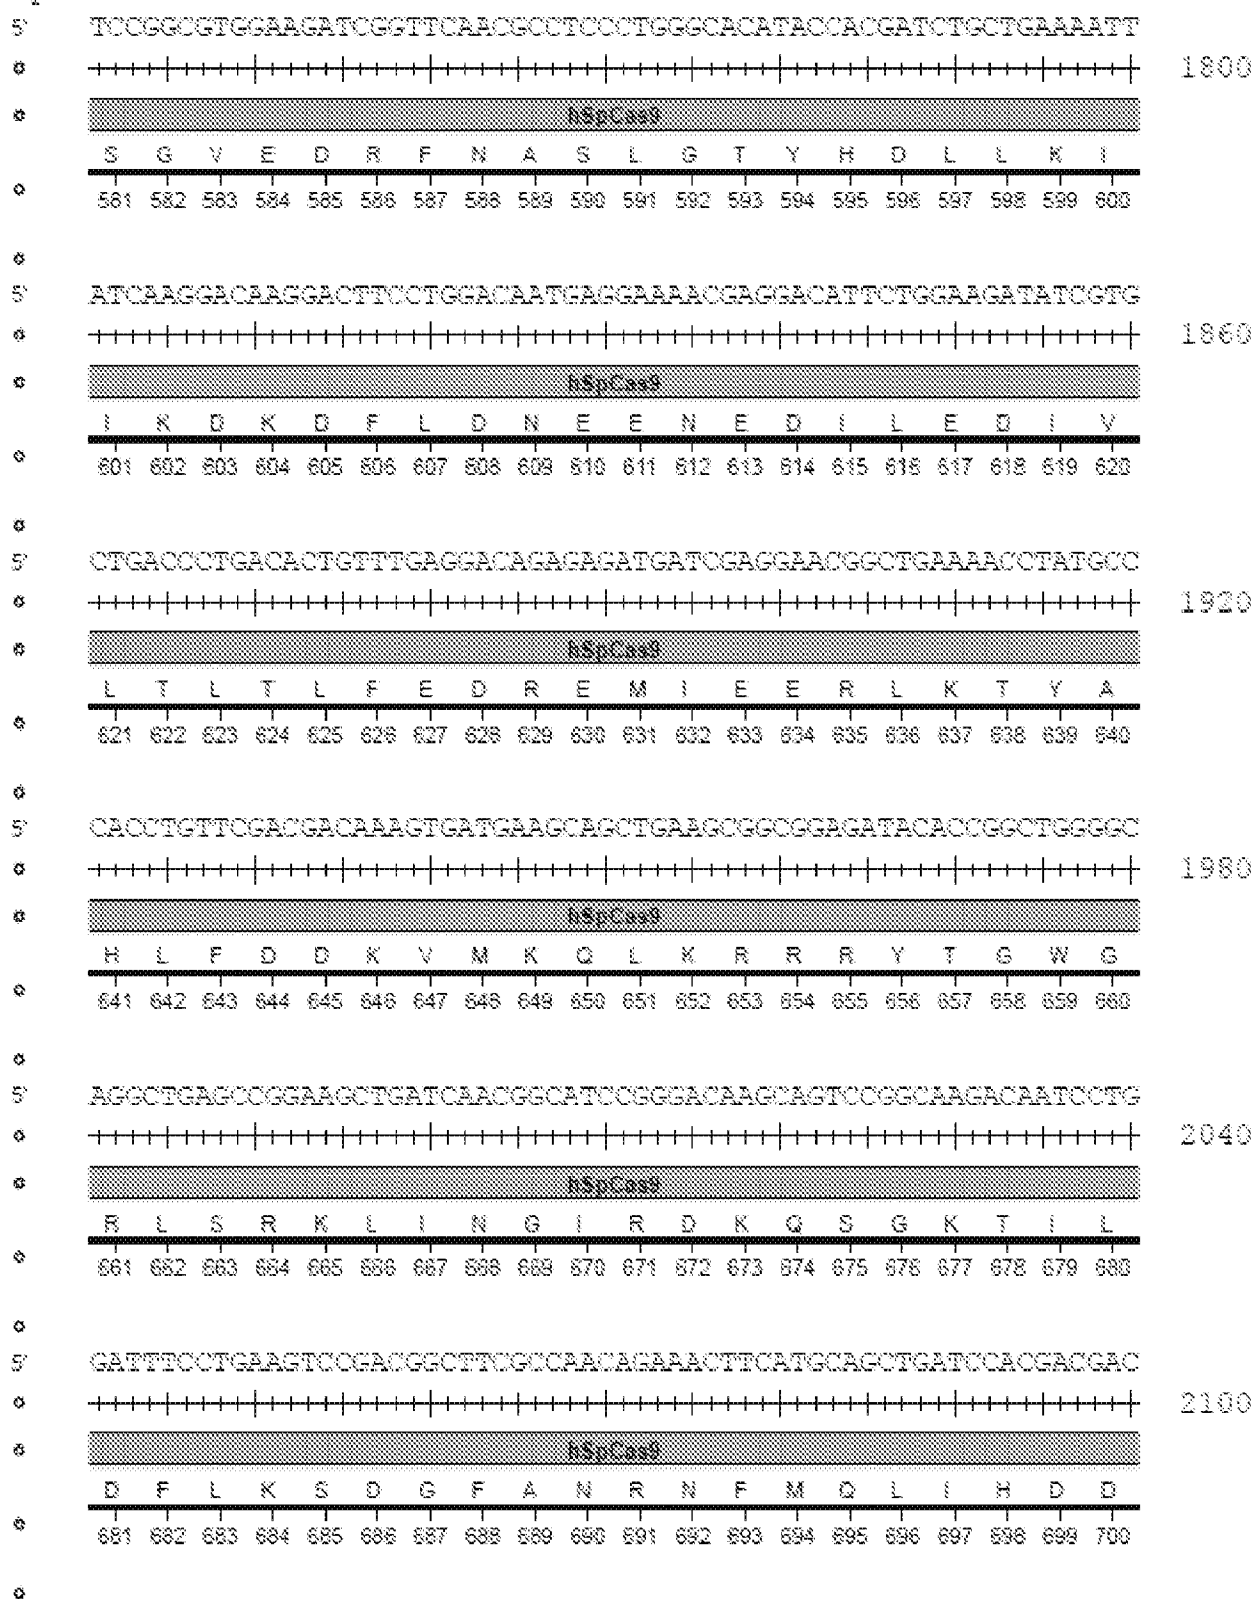 5' TCCGGCGTGGAAGATCGGTTCAACGCCTCCCTGGGCACATACCACGATCTGCTGAAAATT
1800
hSpCas9
S G V E D R F N A S L G T Y H D L L K I
581 582 583 584 585 586 587 588 589 590 591 592 593 594 595 596 597 598 599 600
5' ATCAAGGACAAGGACTTCCTGGACAATGAGGAAAACGAGGACATTCTGGAAGATATCGTG
1860
hSpCas9
I K D K D F L D N E E N E D I L E D I V
601 602 603 604 605 606 607 608 609 610 611 612 613 614 615 616 617 618 619 620
5' CTGACCCTGACACTGTTTGAGGACAGAGAGATGATCGAGGAACGGCTGAAAACCTATGCC
1920
hSpCas9
L T L T L F E D R E M I E E R L K T Y A
621 622 623 624 625 626 627 628 629 630 631 632 633 634 635 636 637 638 639 640
5' CACCTGTTCGACGACAAAGTGATGAAGCAGCTGAAGCGGCGGAGATACACCGGCTGGGGC
1980
hSpCas9
H L F D D K V M K Q L K R R R Y T G W G
641 642 643 644 645 646 647 648 649 650 651 652 653 654 655 656 657 658 659 660
5' AGGCTGAGCCGGAAGCTGATCAACGGCATCCGGGACAAGCAGTCCGGCAAGACAATCCTG
2040
hSpCas9
R L S R K L I N G I R D K Q S G K T I L
661 662 663 664 665 666 667 668 669 670 671 672 673 674 675 676 677 678 679 680
5' GATTTCCTGAAGTCCGACGGCTTCGCCAACAGAAACTTCATGCAGCTGATCCACGACGAC
2100
hSpCas9
D F L K S D G F A N R N F M Q L I H D D
681 682 683 684 685 686 687 688 689 690 691 692 693 694 695 696 697 698 699 700